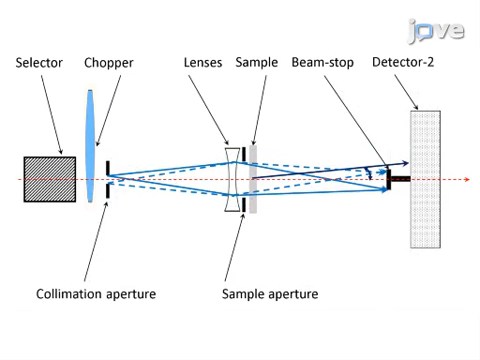 jove
Selector
Chopper
Lenses
Sample
Beam-stop
Detector-2
Collimation aperture
Sample aperture